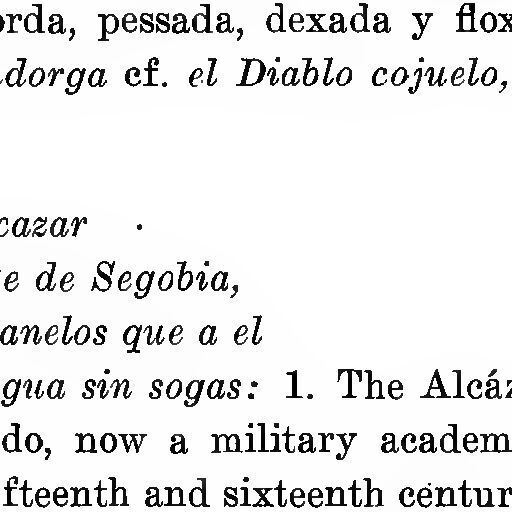 orda, pessada, dexada y flox
dorga cf. el Diablo cojuelo,
cazar
e de Segobia,
anelos que a el
gua sin sogas: 1. The Alcáz
do, now a military academ
fteenth and sixteenth centur